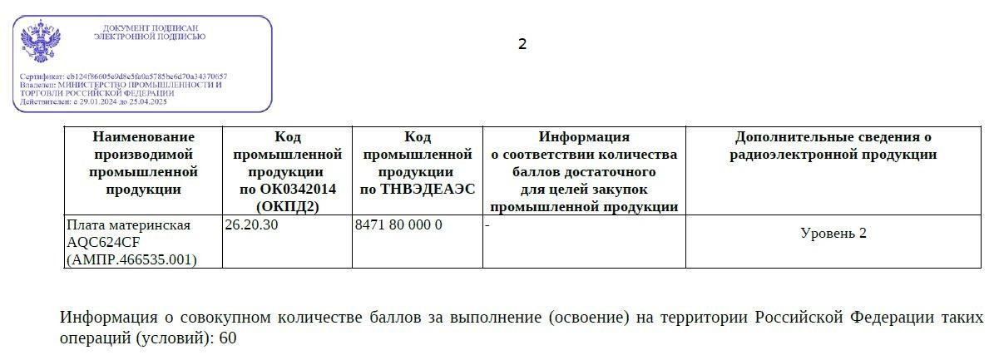 ДОКУМЕНТ ПОДПИСАН
ЭЛЕКТРОННОЙ ПОДПИСЬЮ
Сертификат: cb124f86605c9d8e5fa0a5785bc6d70a34370657
Владелец: МИНИСТЕРСТВО ПРОМЫШЛЕННОСТИ И
ТОРГОВЛИ РОССИЙСКОЙ ФЕДЕРАЦИИ
Действителен: с 29.01.2024 до 25.04.2025
2
Наименование
производимой
промышленной
продукции
Код
промышленной
продукции
по ОК0342014
(ОКПД2)
Код
промышленной
продукции
по ТНВЭДЕАЭС
Информация
о соответствии количества
баллов достаточного
для целей закупок
промышленной продукции
Дополнительные сведения о
радиоэлектронной продукции
Плата материнская
AQC624CF
(АМПР.466535.001)
26.20.30
8471 80 000 0
-
Уровень 2
Информация о совокупном количестве баллов за выполнение (освоение) на территории Российской Федерации таких
операций (условий): 60